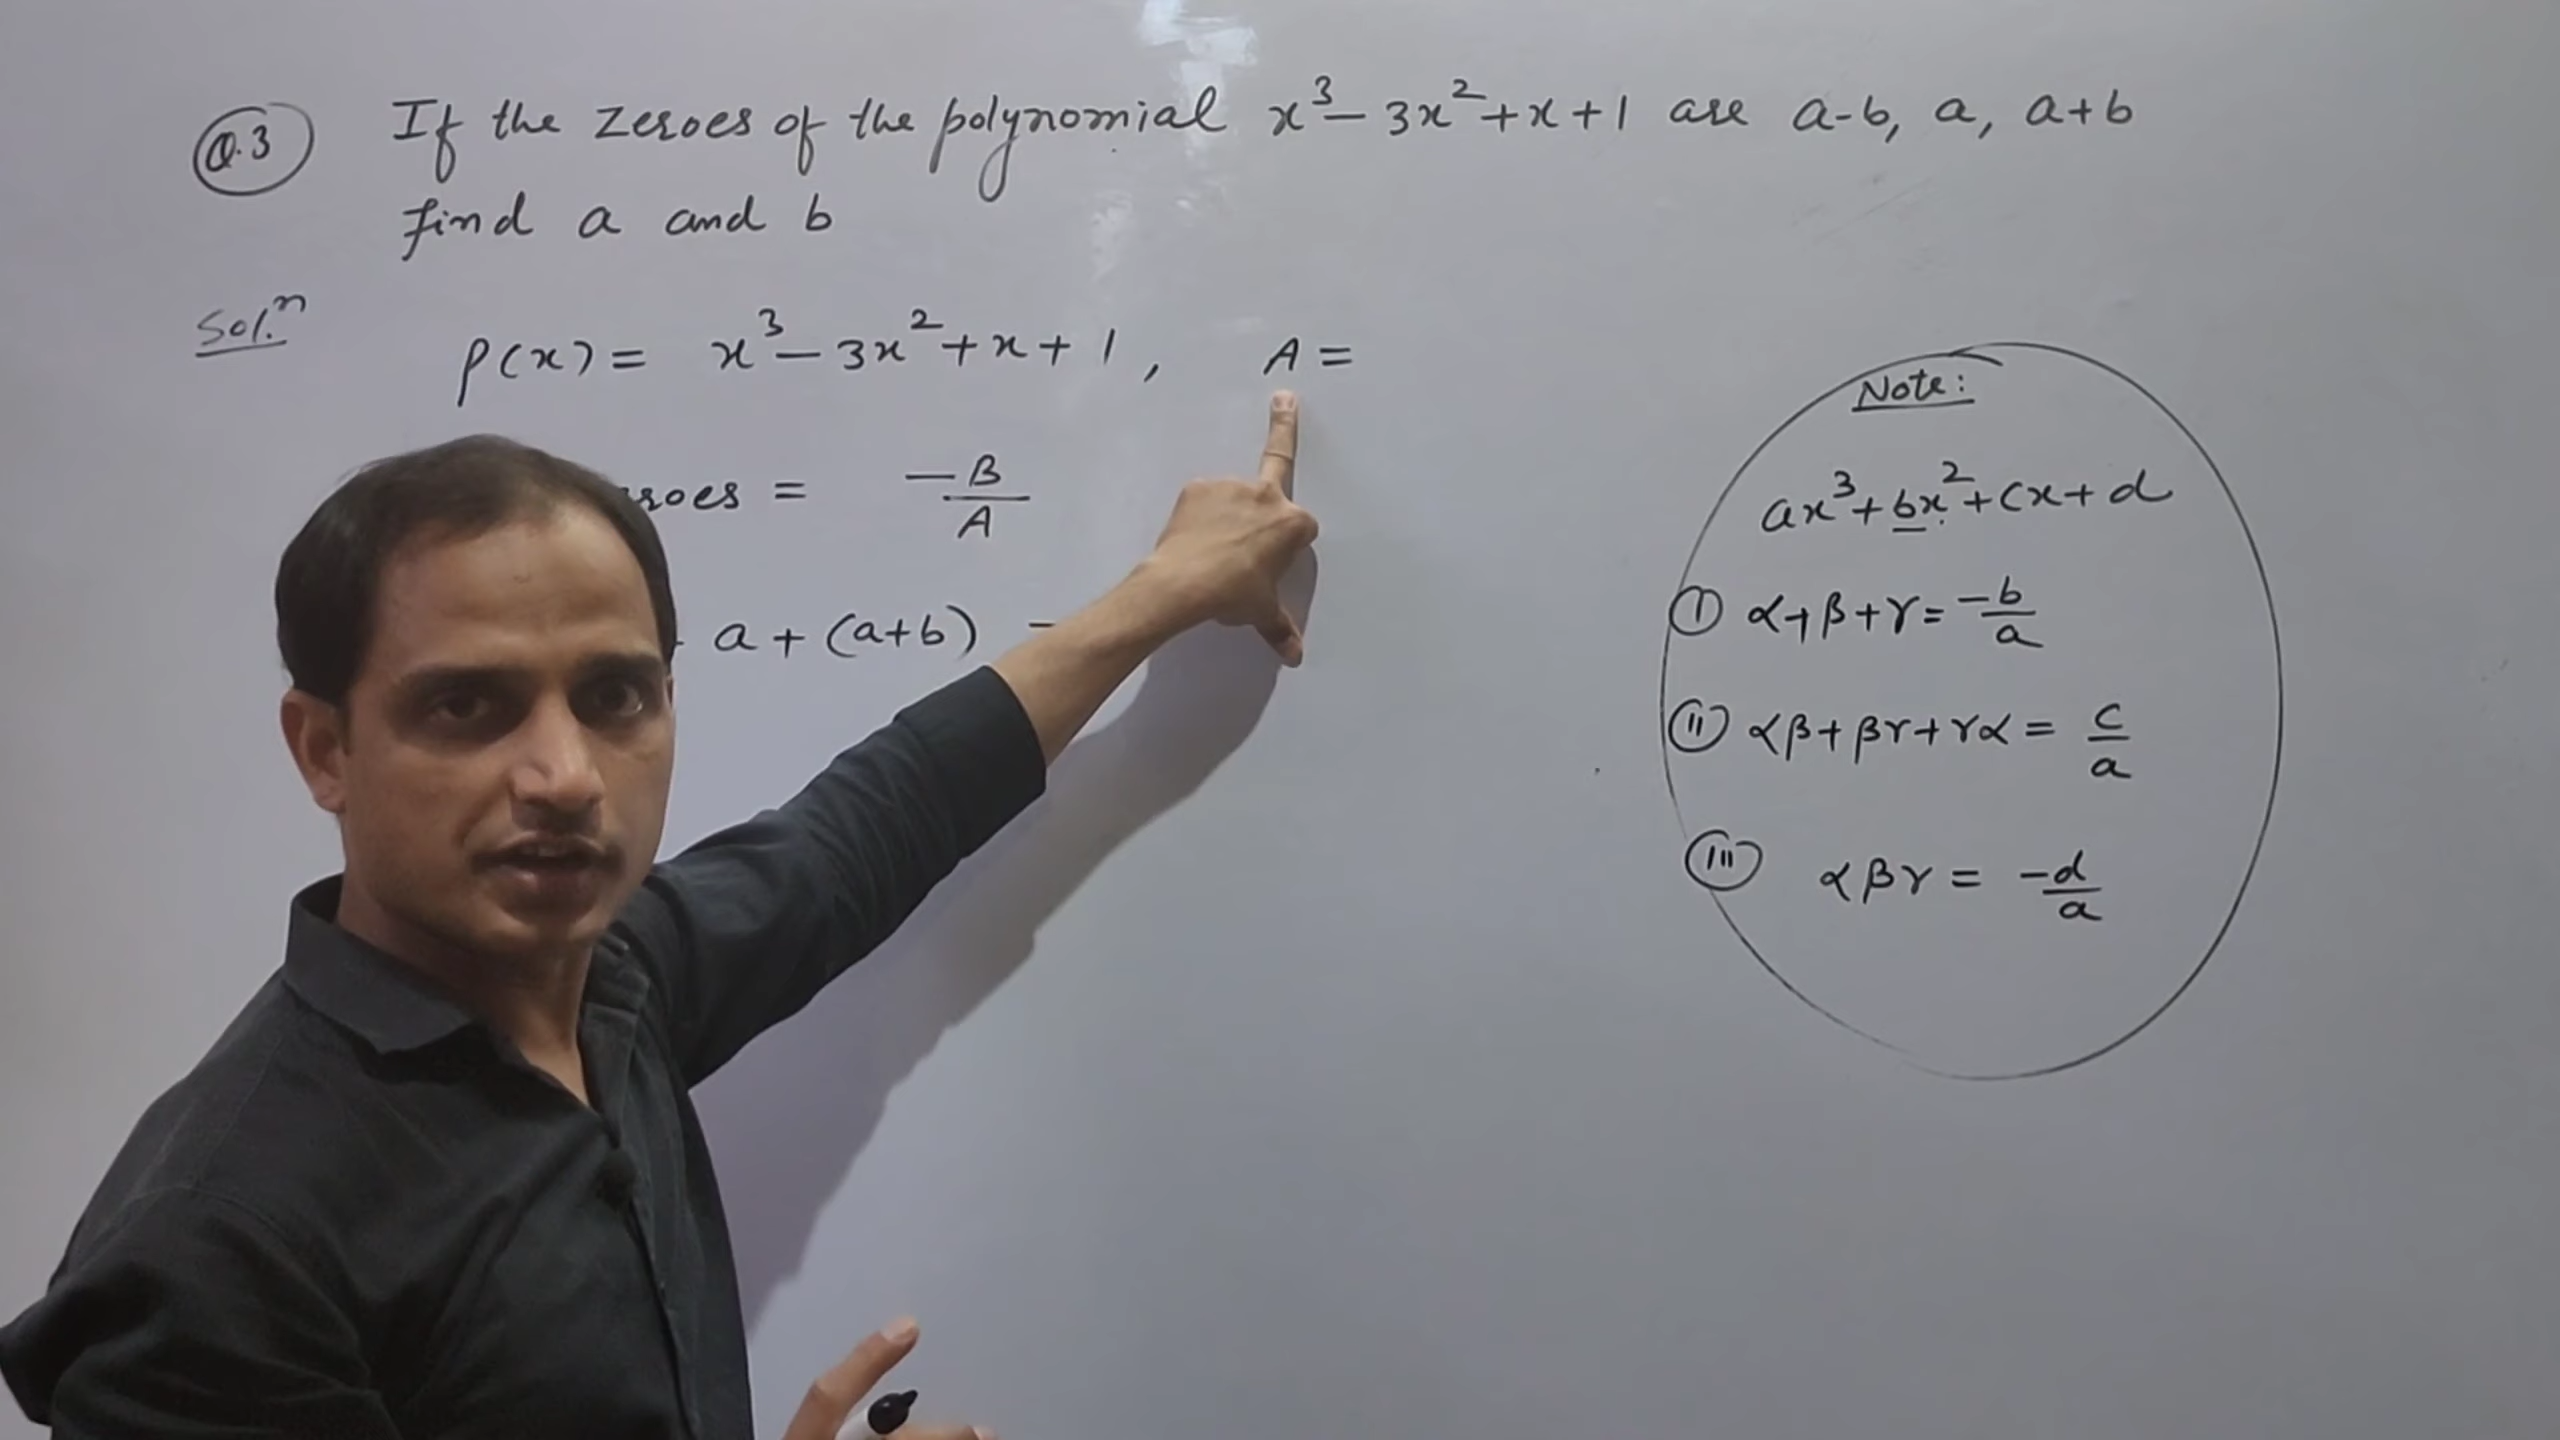 Q.3 If the zeroes of the polynomial x³ - 3x² + x + 1 are a-b, a, a+b
find a and b
Sol.ⁿ
p(x) = x³ - 3x² + x + 1, A =
roes = -B/A
a + (a+b)
Note:
ax³ + bx² + cx + d
(I) α+β+γ = -b/a
(II) αβ + βγ + γα = c/a
(III) αβγ = -d/a